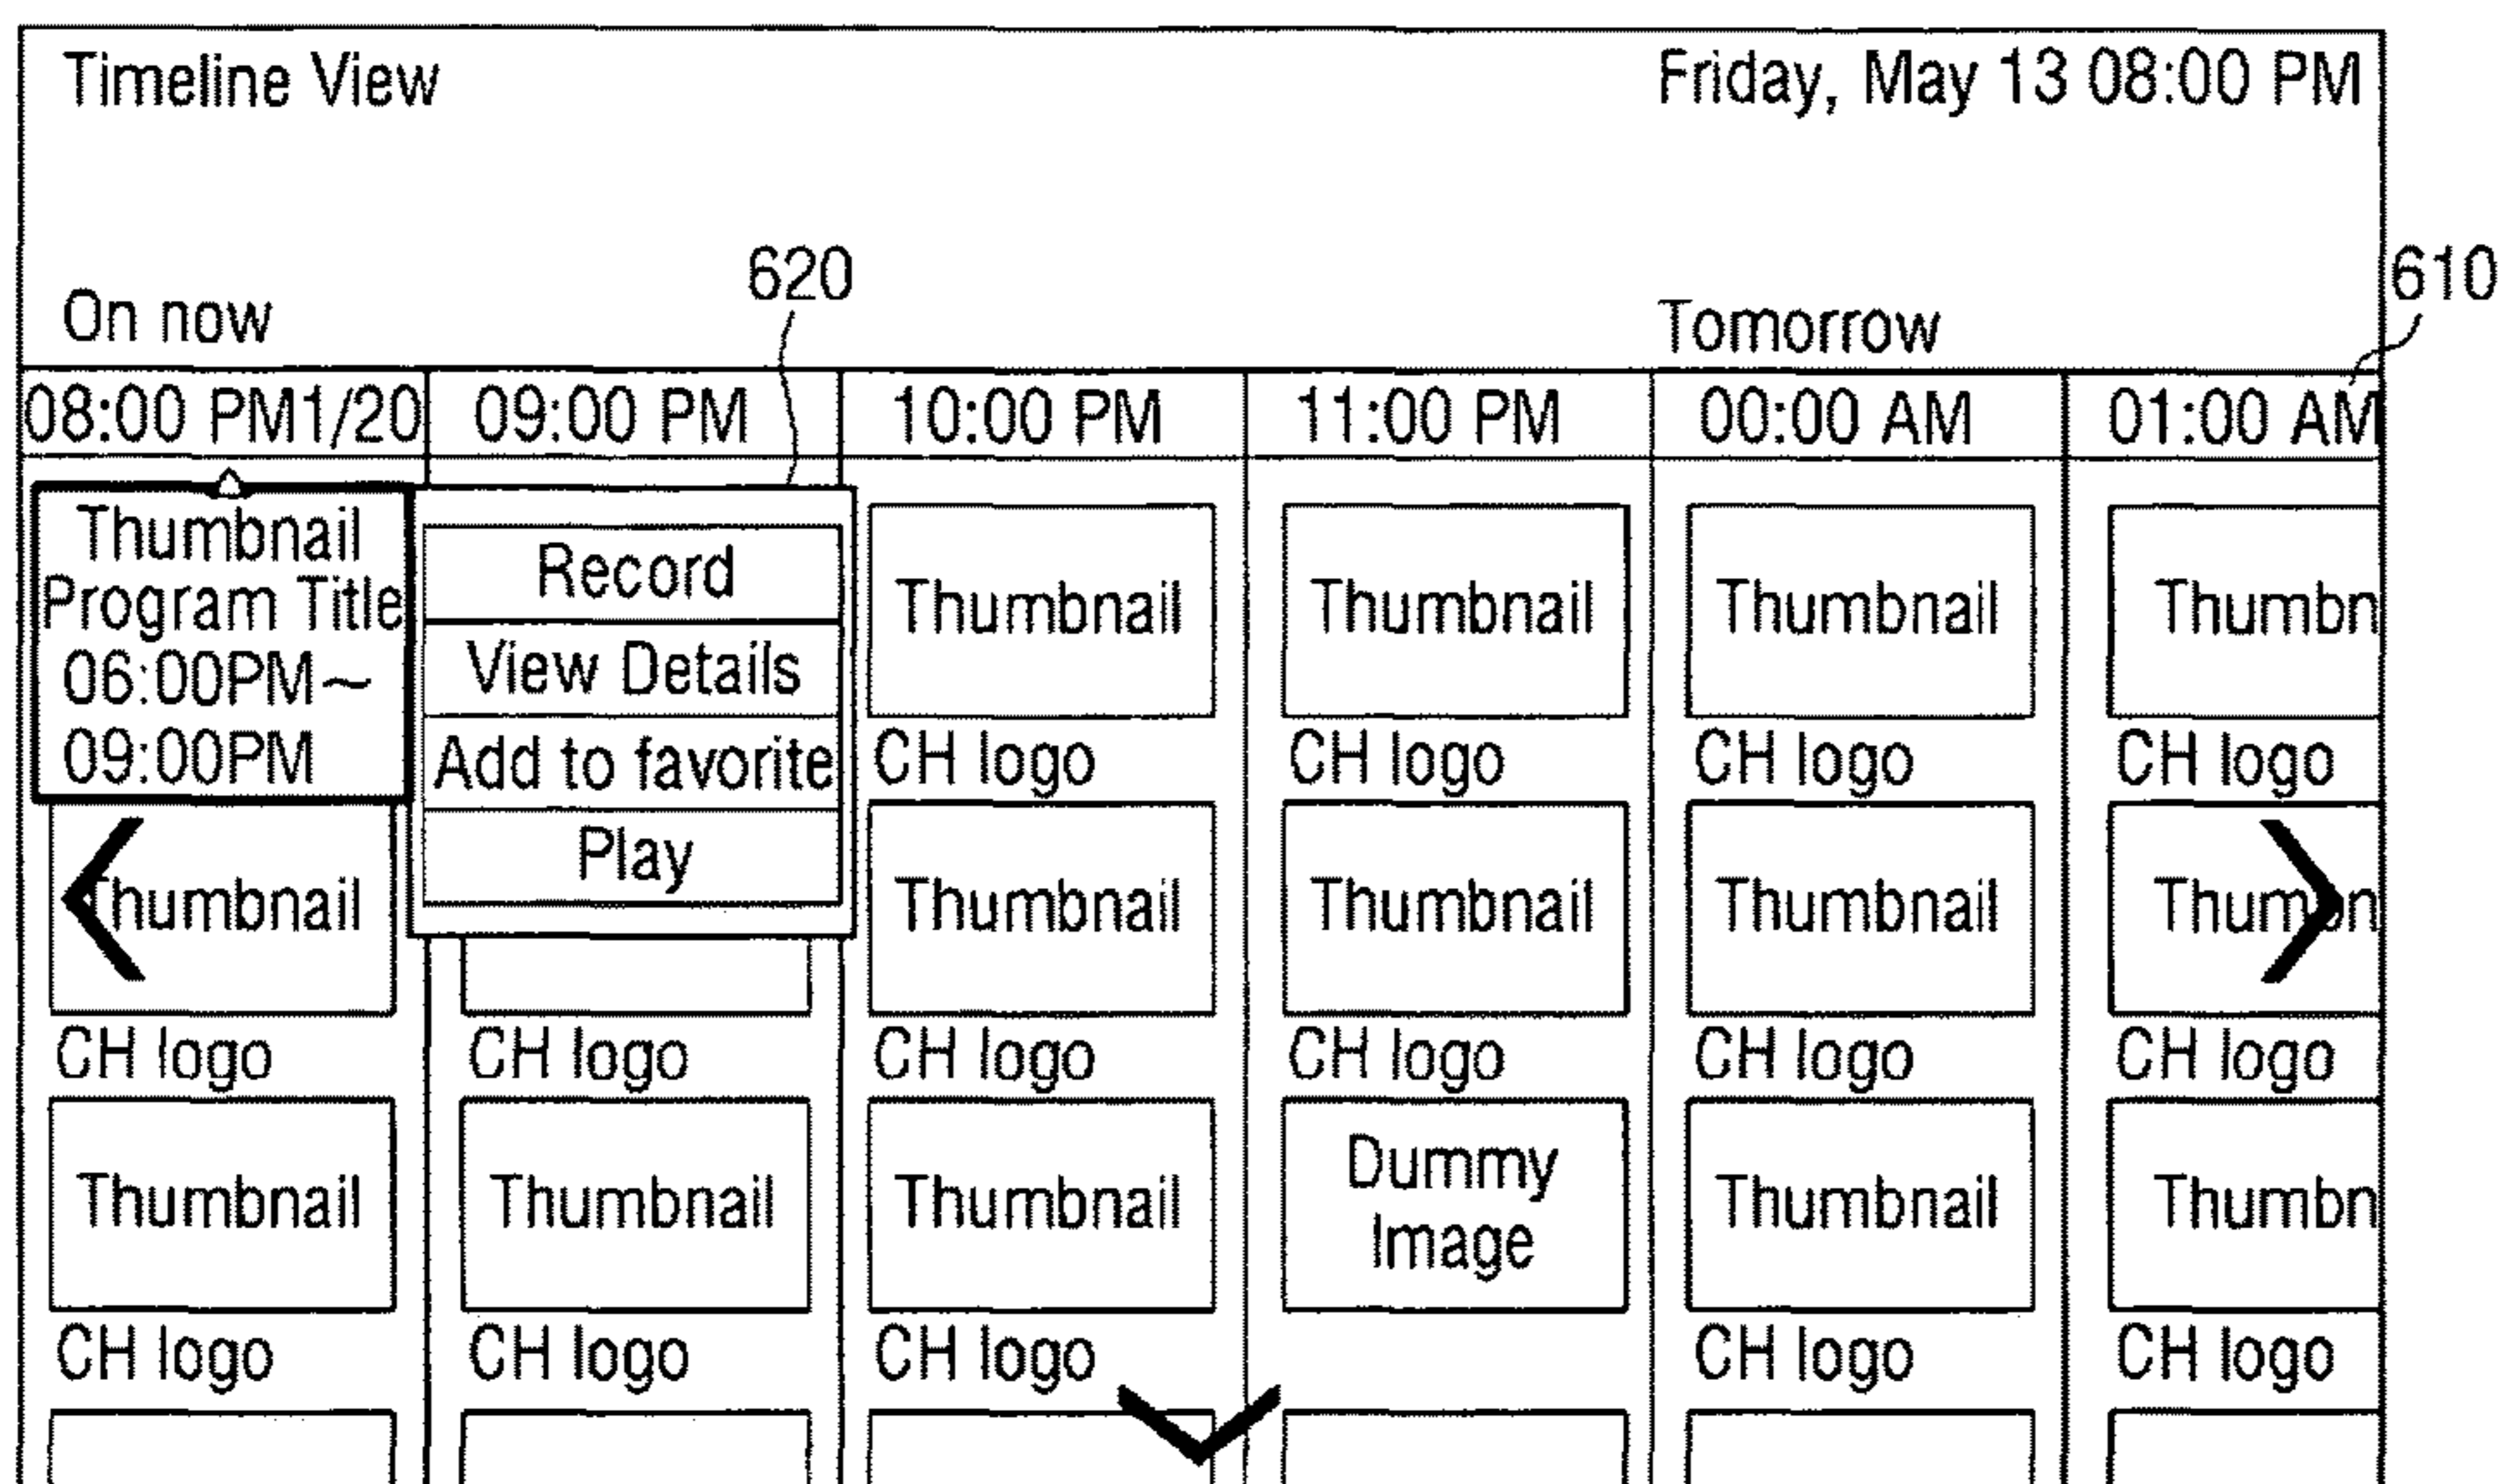 Timeline View
Friday, May 13 08:00 PM
620
610
On now
Tomorrow
08:00 PM1/20
09:00 PM
10:00 PM
11:00 PM
00:00 AM
01:00 AM
Thumbnail
Program Title
06:00PM~
09:00PM
Record
View Details
Add to favorite
Play
Thumbnail
Thumbnail
Thumbnail
Thumbn
CH logo
CH logo
CH logo
CH logo
Thumbnail
Thumbnail
Thumbnail
Thumbnail
Thumbn
CH logo
CH logo
CH logo
CH logo
CH logo
CH logo
Thumbnail
Thumbnail
Thumbnail
Dummy
Image
Thumbnail
Thumbn
CH logo
CH logo
CH logo
CH logo
CH logo